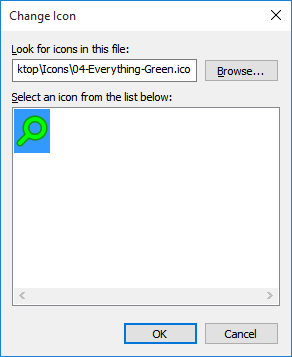 Change Icon
Look for icons in this file:
ktop\Icons\04-Everything-Green.ico
Browse...
Select an icon from the list below:
OK
Cancel